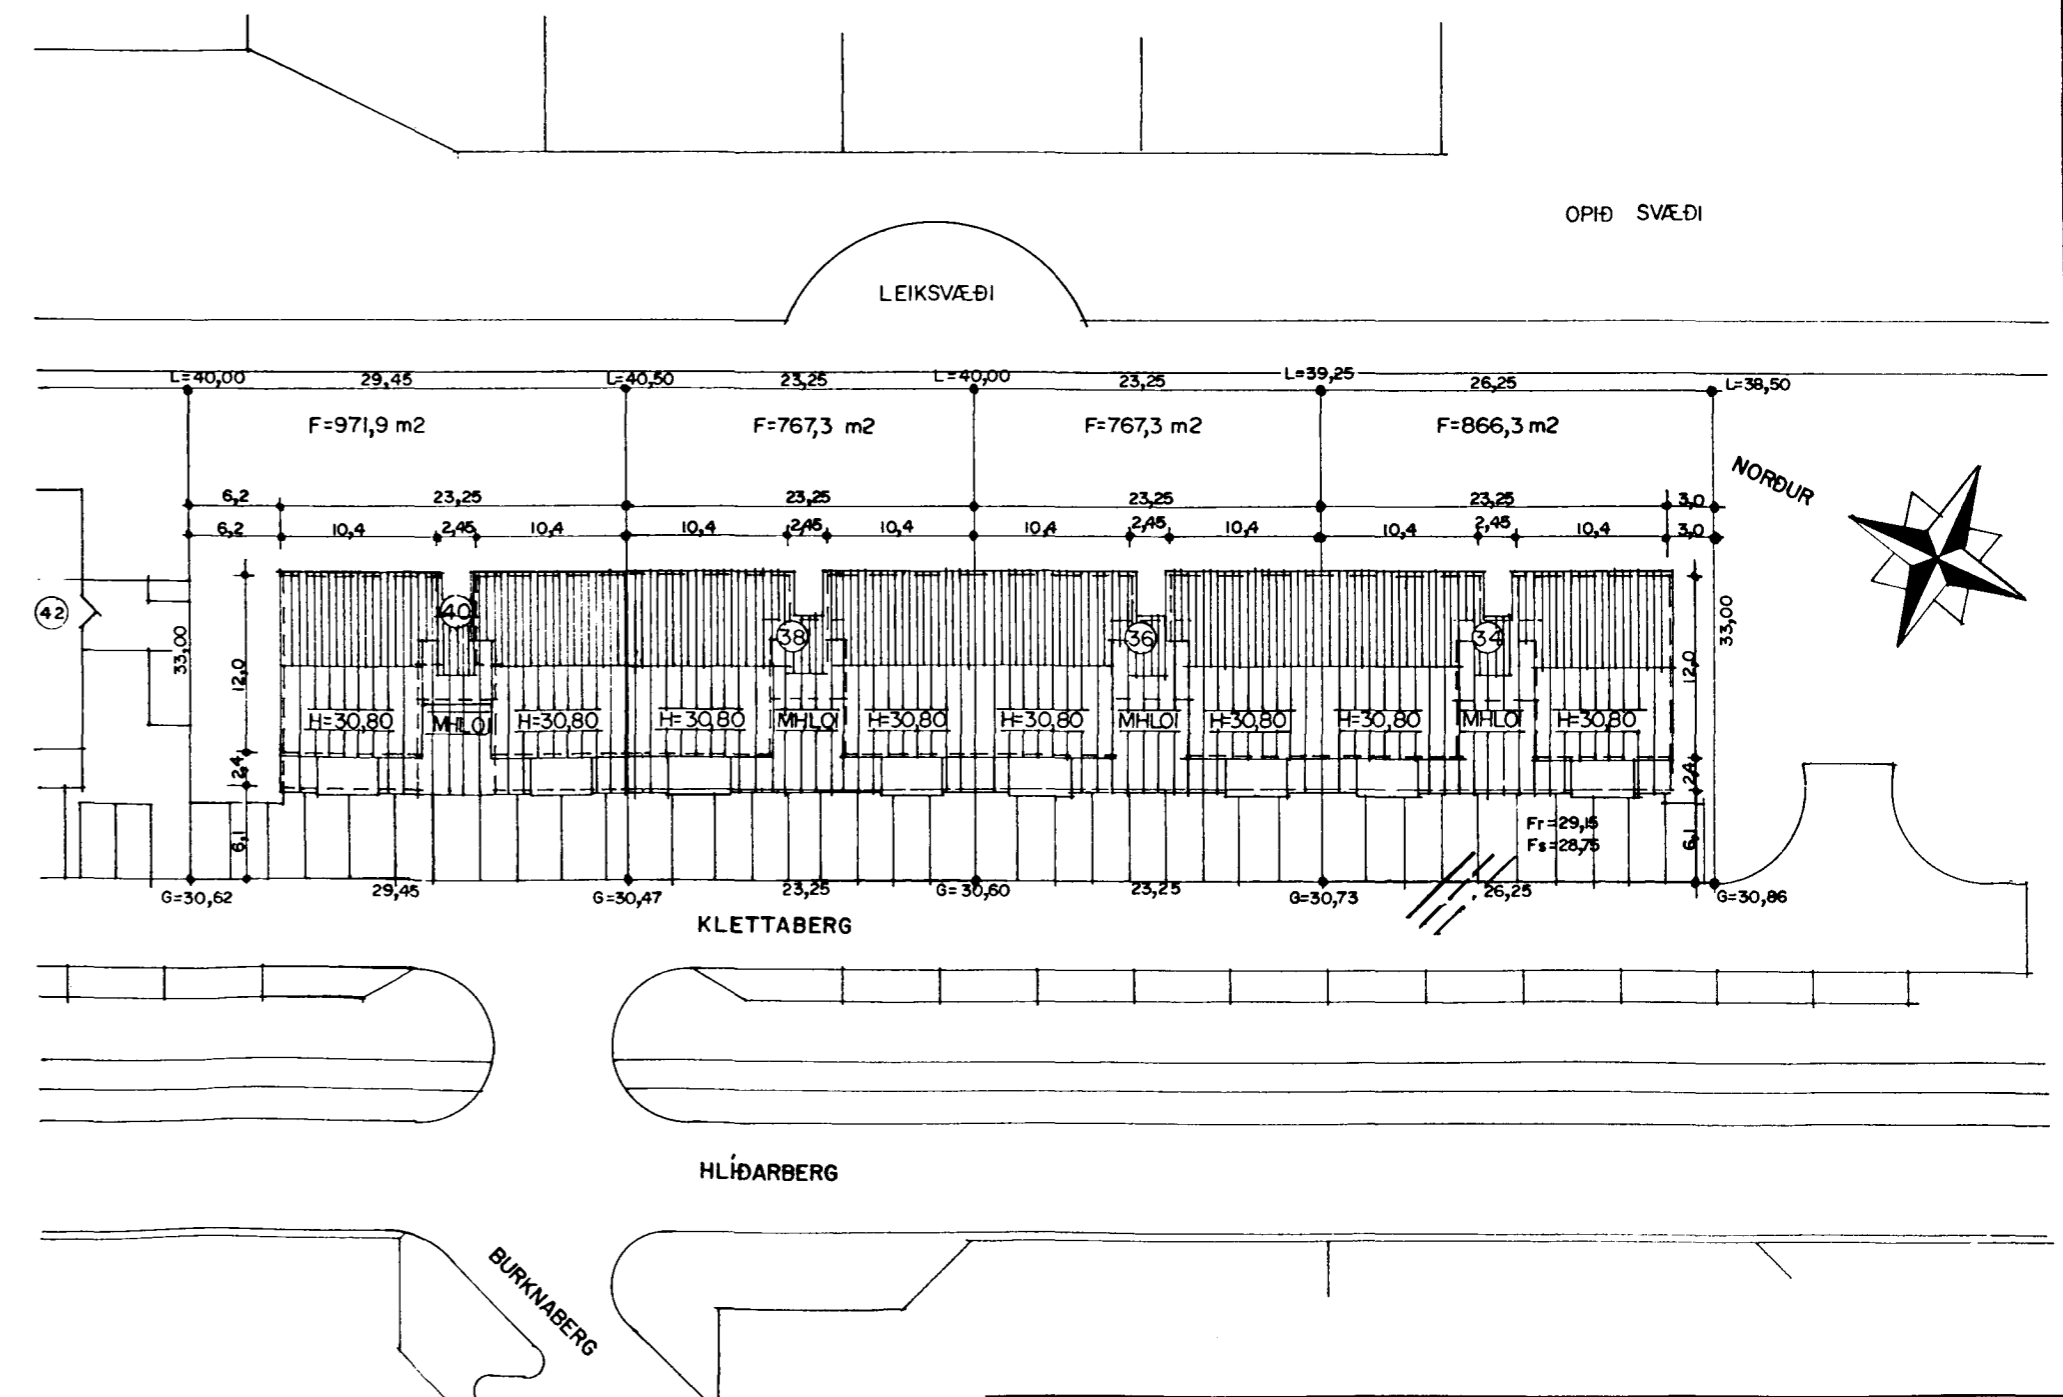 OPIÐ SVÆÐI
LEIKSVÆÐI
L=40,00 29,45 L=40,50 23,25 L=40,00 23,25 L=39,25 26,25 L=38,50
F=971,9 m2 F=767,3 m2 F=767,3 m2 F=866,3 m2
NORÐUR
6,2 23,25 23,25 23,25 23,25 3,0
6,2 10,4 2,45 10,4 10,4 2,45 10,4 10,4 2,45 10,4 10,4 2,45 10,4 3,0
42 40 38 36 34
33,00 12,0 12,0 33,00
H=30,80 MHL01 H=30,80 H=30,80 MHL01 H=30,80 H=30,80 MHL01 H=30,80 H=30,80 MHL01 H=30,80
2,4 2,4
Fr=29,15
Fs=28,75
6,1 6,1
G=30,62 29,45 G=30,47 23,25 G=30,60 23,25 G=30,73 26,25 G=30,86
KLETTABERG
HLÍÐARBERG
BURKNABERG